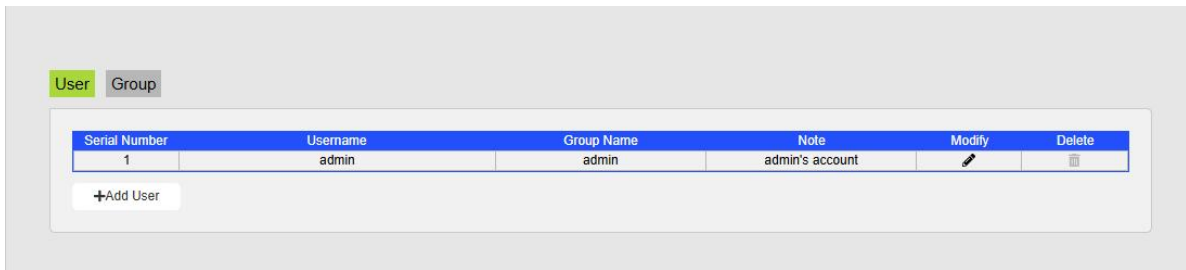 User Group
Serial Number Username Group Name Note Modify Delete
1 admin admin admin's account
+Add User